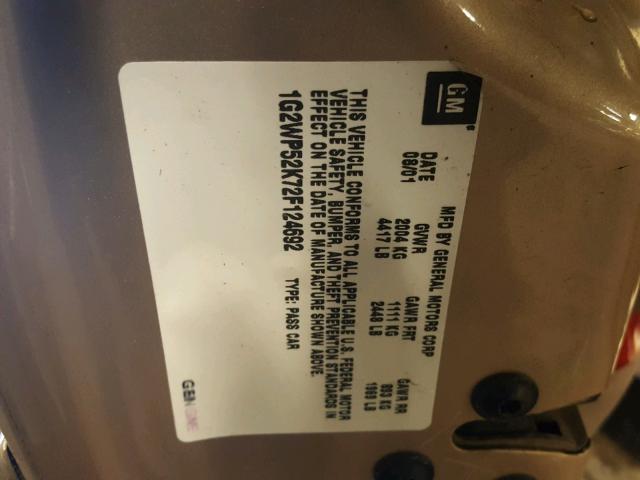 GM
MFD BY GENERAL MOTORS CORP
DATE GVWR GAWR FRT GAWR RR
08/01 2004 KG 1111 KG 893 KG
4417 LB 2448 LB 1969 LB
THIS VEHICLE CONFORMS TO ALL APPLICABLE U.S. FEDERAL MOTOR
VEHICLE SAFETY, BUMPER, AND THEFT PREVENTION STANDARDS IN
EFFECT ON THE DATE OF MANUFACTURE SHOWN ABOVE.
1G2WP52K72F124692 TYPE: PASS CAR